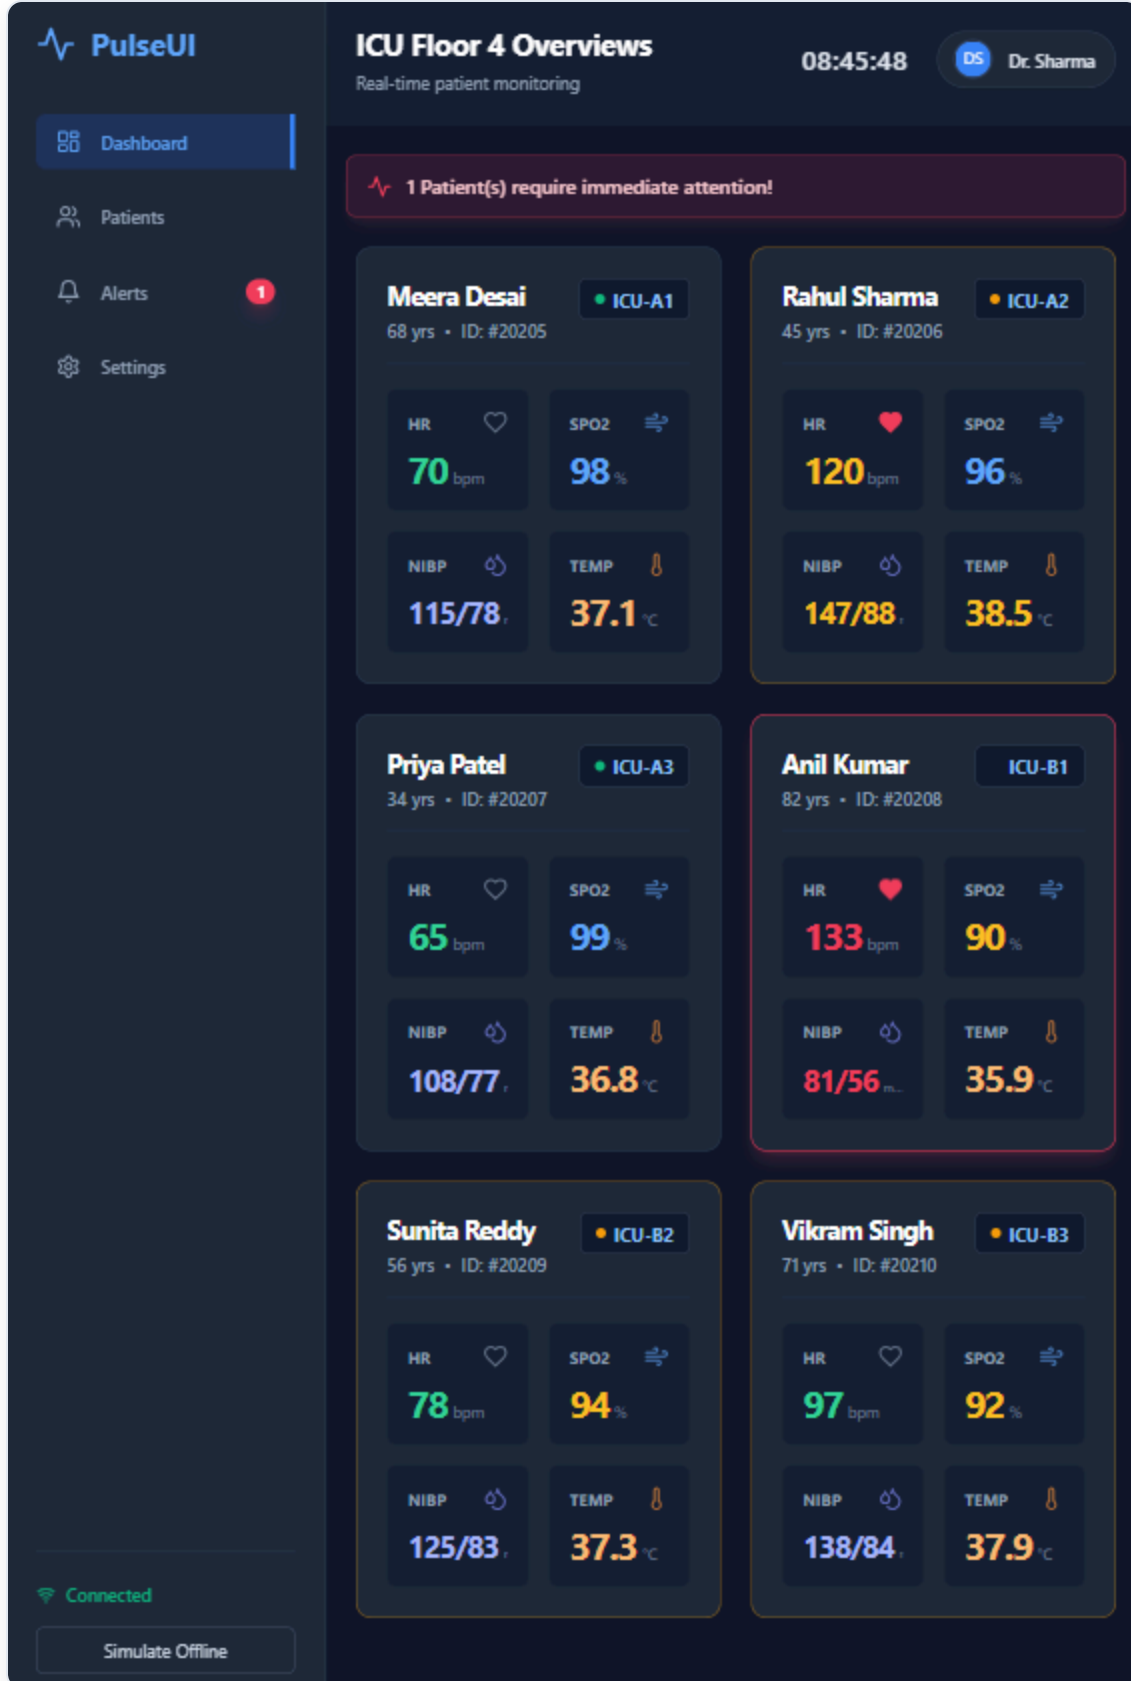 PulseUI
Dashboard
Patients
Alerts 1
Settings
Connected
Simulate Offline
ICU Floor 4 Overviews
Real-time patient monitoring
08:45:48
DS Dr. Sharma
1 Patient(s) require immediate attention!
Meera Desai
ICU-A1
68 yrs • ID: #20205
HR
70 bpm
SPO2
98 %
NIBP
115/78
TEMP
37.1 °C
Rahul Sharma
ICU-A2
45 yrs • ID: #20206
HR
120 bpm
SPO2
96 %
NIBP
147/88
TEMP
38.5 °C
Priya Patel
ICU-A3
34 yrs • ID: #20207
HR
65 bpm
SPO2
99 %
NIBP
108/77
TEMP
36.8 °C
Anil Kumar
ICU-B1
82 yrs • ID: #20208
HR
133 bpm
SPO2
90 %
NIBP
81/56 m...
TEMP
35.9 °C
Sunita Reddy
ICU-B2
56 yrs • ID: #20209
HR
78 bpm
SPO2
94 %
NIBP
125/83
TEMP
37.3 °C
Vikram Singh
ICU-B3
71 yrs • ID: #20210
HR
97 bpm
SPO2
92 %
NIBP
138/84
TEMP
37.9 °C